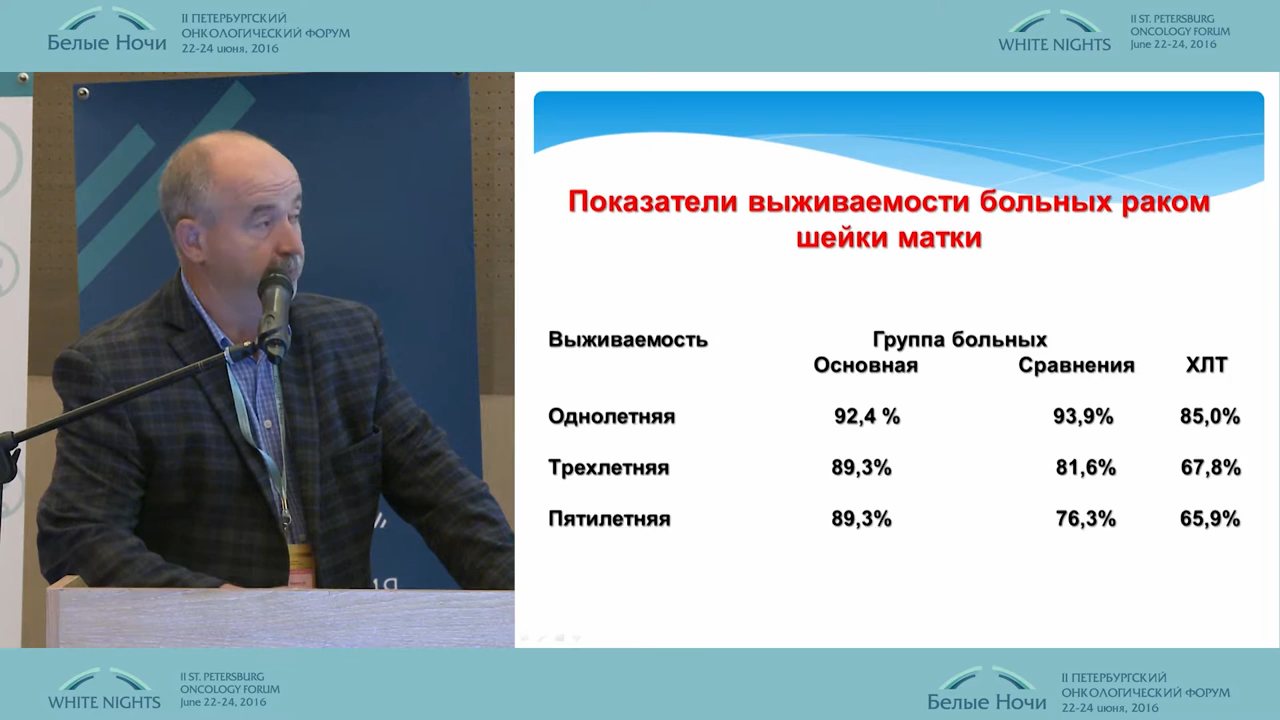 Белые Ночи
II ПЕТЕРБУРГСКИЙ
ОНКОЛОГИЧЕСКИЙ ФОРУМ
22-24 июня, 2016
WHITE NIGHTS
II ST. PETERSBURG
ONCOLOGY FORUM
June 22-24, 2016
Показатели выживаемости больных раком
шейки матки
Выживаемость Группа больных
Основная Сравнения ХЛТ
Однолетняя 92,4 % 93,9% 85,0%
Трехлетняя 89,3% 81,6% 67,8%
Пятилетняя 89,3% 76,3% 65,9%
WHITE NIGHTS
II ST. PETERSBURG
ONCOLOGY FORUM
June 22-24, 2016
Белые Ночи
II ПЕТЕРБУРГСКИЙ
ОНКОЛОГИЧЕСКИЙ ФОРУМ
22-24 июня, 2016